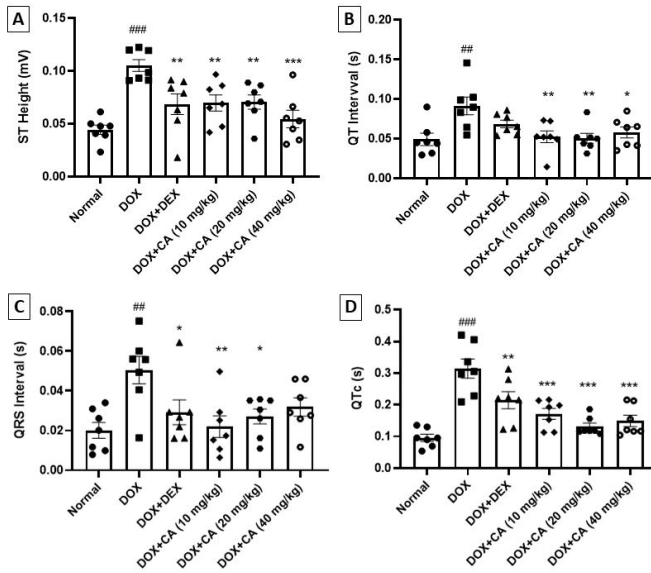 A
ST Height (mV)
0.15
0.10
0.05
0.00
###
**
**
**
***
Normal
DOX
DOX+DEX
DOX+CA (10 mg/kg)
DOX+CA (20 mg/kg)
DOX+CA (40 mg/kg)
B
QT Intervval (s)
0.20
0.15
0.10
0.05
0.00
##
**
**
*
Normal
DOX
DOX+DEX
DOX+CA (10 mg/kg)
DOX+CA (20 mg/kg)
DOX+CA (40 mg/kg)
C
QRS Interval (s)
0.08
0.06
0.04
0.02
0.00
##
*
**
*
Normal
DOX
DOX+DEX
DOX+CA (10 mg/kg)
DOX+CA (20 mg/kg)
DOX+CA (40 mg/kg)
D
QTc (s)
0.5
0.4
0.3
0.2
0.1
0.0
###
**
***
***
***
Normal
DOX
DOX+DEX
DOX+CA (10 mg/kg)
DOX+CA (20 mg/kg)
DOX+CA (40 mg/kg)